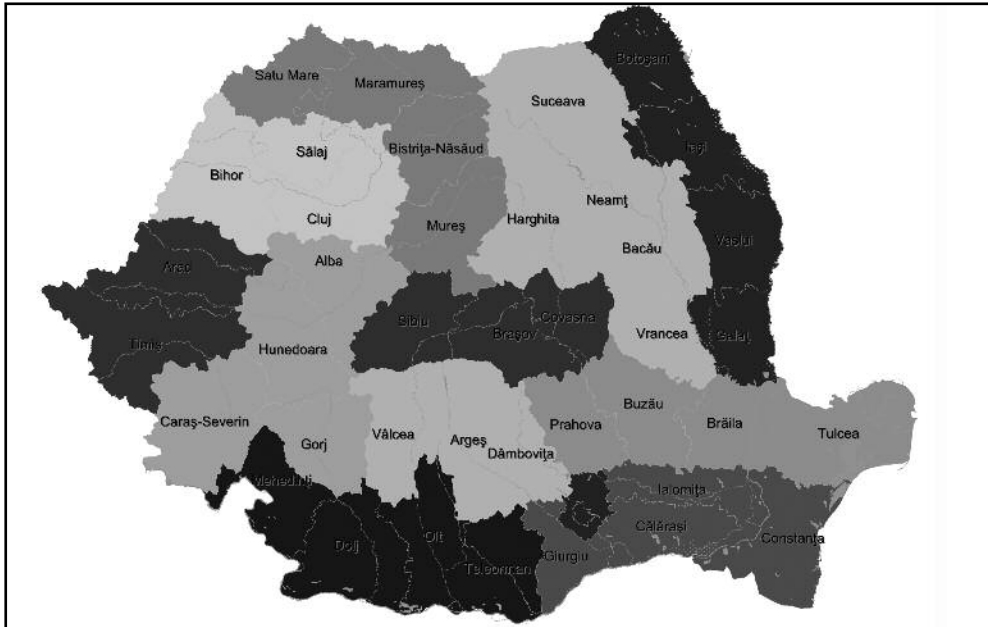 Botoşani
Satu Mare
Maramureş
Suceava
Iaşi
Sălaj
Bistriţa-Năsăud
Bihor
Neamţ
Cluj
Mureş
Harghita
Bacău
Vaslui
Arad
Alba
Sibiu
Covasna
Braşov
Vrancea
Galaţ
Timiş
Hunedoara
Buzău
Caraş-Severin
Gorj
Vâlcea
Argeş
Prahova
Brăila
Tulcea
Dâmboviţa
Mehedinţi
Ialomiţa
Călăraşi
Constanţa
Dolj
Olt
Giurgiu
Teleorman